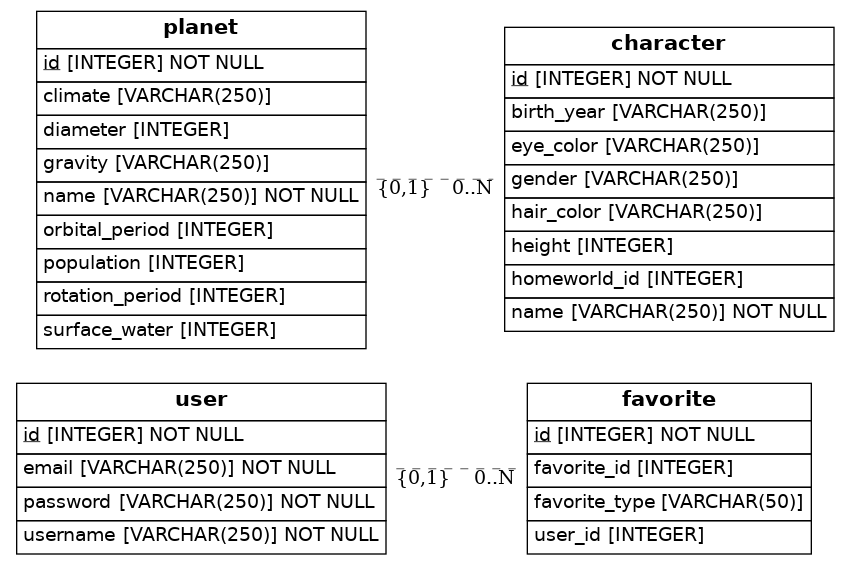 planet
id [INTEGER] NOT NULL
climate [VARCHAR(250)]
diameter [INTEGER]
gravity [VARCHAR(250)]
name [VARCHAR(250)] NOT NULL
orbital_period [INTEGER]
population [INTEGER]
rotation_period [INTEGER]
surface_water [INTEGER]
{0,1} 0..N
character
id [INTEGER] NOT NULL
birth_year [VARCHAR(250)]
eye_color [VARCHAR(250)]
gender [VARCHAR(250)]
hair_color [VARCHAR(250)]
height [INTEGER]
homeworld_id [INTEGER]
name [VARCHAR(250)] NOT NULL
user
id [INTEGER] NOT NULL
email [VARCHAR(250)] NOT NULL
password [VARCHAR(250)] NOT NULL
username [VARCHAR(250)] NOT NULL
{0,1} 0..N
favorite
id [INTEGER] NOT NULL
favorite_id [INTEGER]
favorite_type [VARCHAR(50)]
user_id [INTEGER]